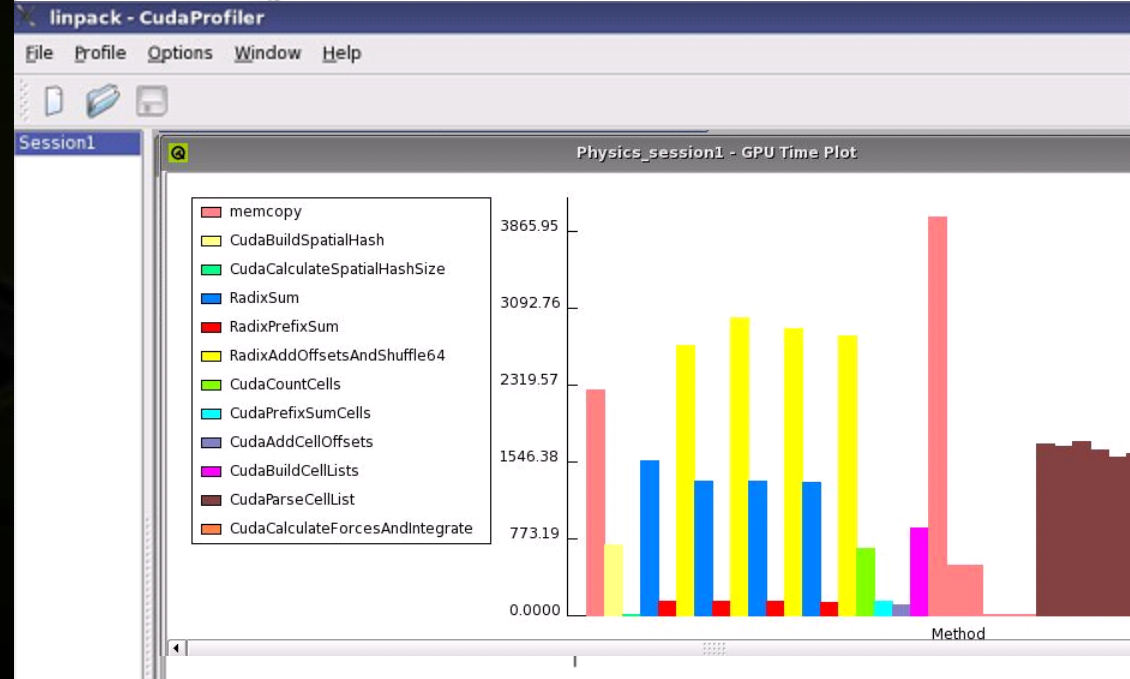 linpack - CudaProfiler
File Profile Options Window Help
Session1
Physics_session1 - GPU Time Plot
memcopy
CudaBuildSpatialHash
CudaCalculateSpatialHashSize
RadixSum
RadixPrefixSum
RadixAddOffsetsAndShuffle64
CudaCountCells
CudaPrefixSumCells
CudaAddCellOffsets
CudaBuildCellLists
CudaParseCellList
CudaCalculateForcesAndIntegrate
3865.95
3092.76
2319.57
1546.38
773.19
0.0000
Method